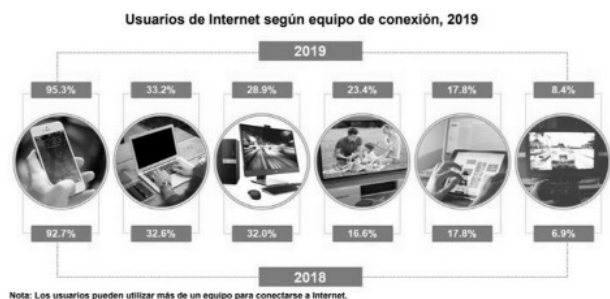 Usuarios de Internet según equipo de conexión, 2019
2019
95.3% 33.2% 28.9% 23.4% 17.8% 8.4%
92.7% 32.6% 32.0% 16.6% 17.8% 6.9%
2018
Nota: Los usuarios pueden utilizar más de un equipo para conectarse a Internet.